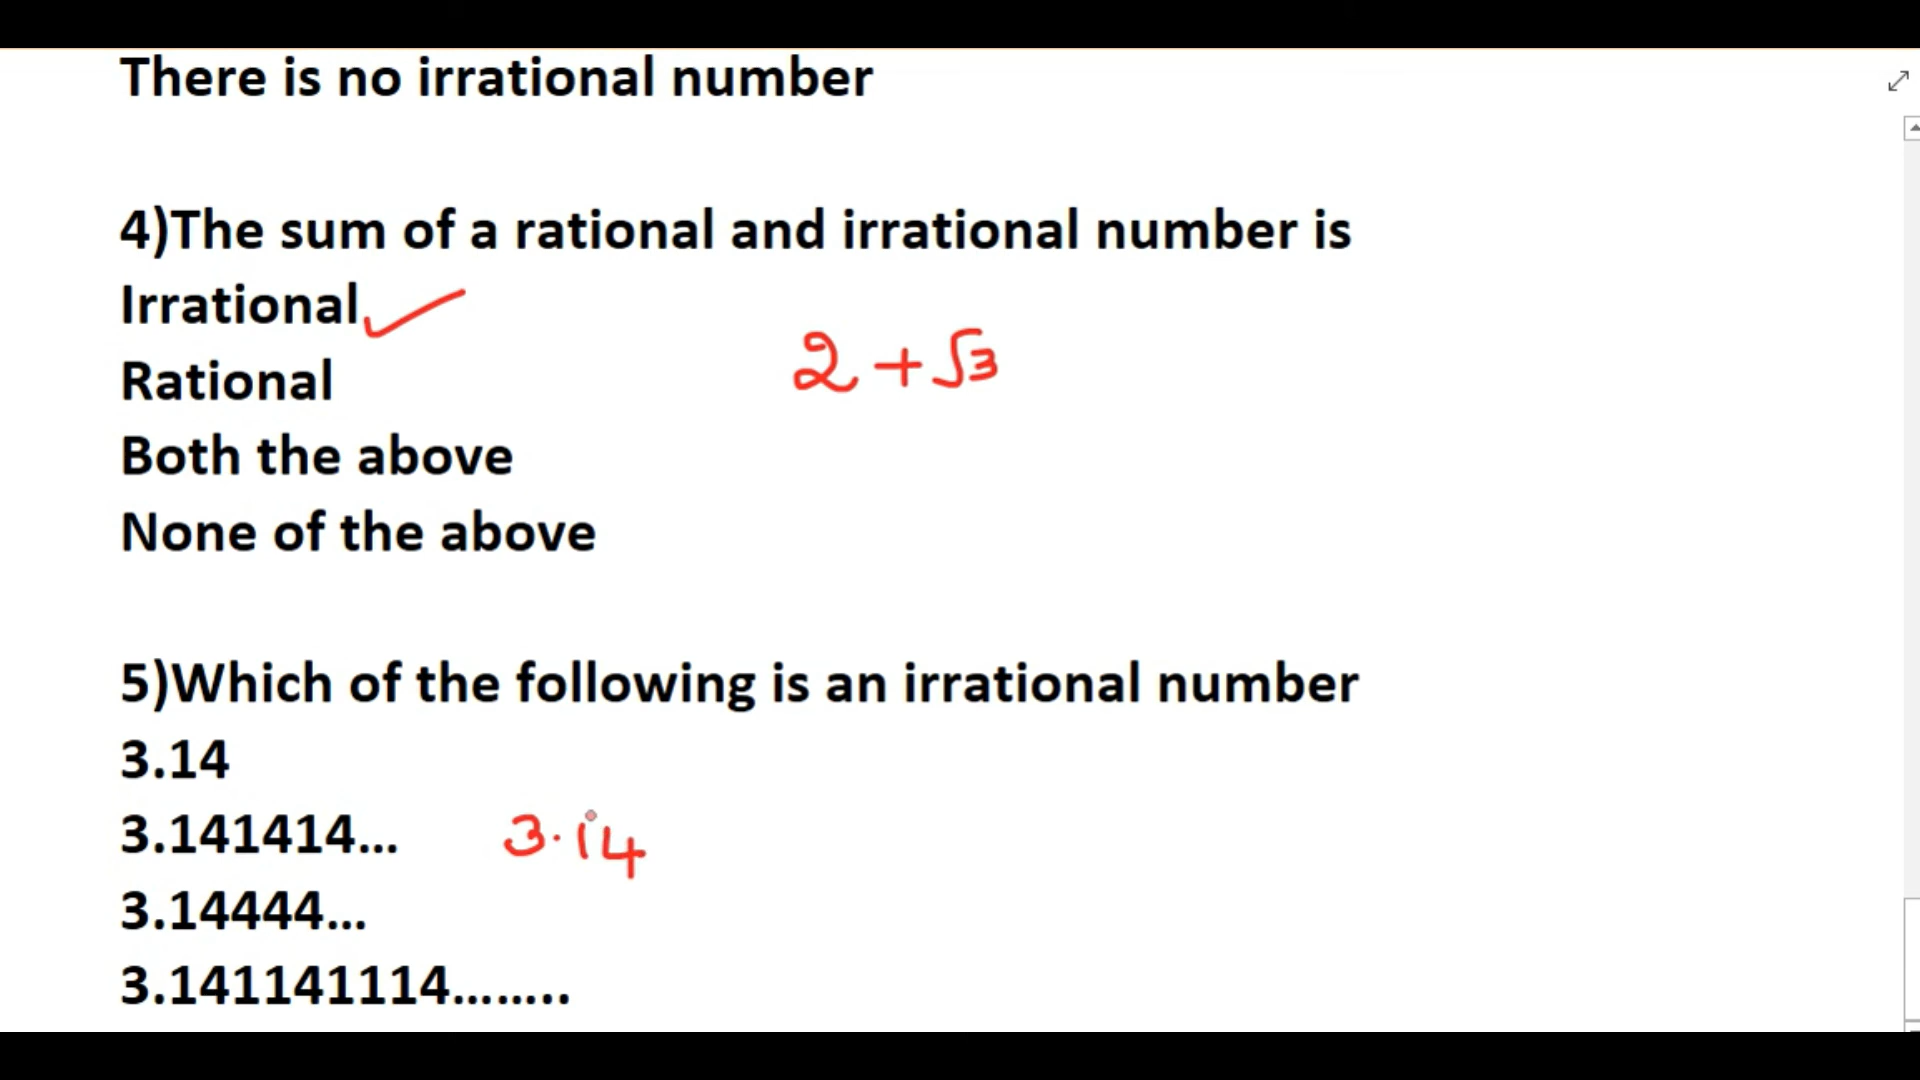 There is no irrational number
4)The sum of a rational and irrational number is
Irrational
2 + √3
Rational
Both the above
None of the above
5)Which of the following is an irrational number
3.14
3.141414...
3.14
3.14444...
3.141141114........